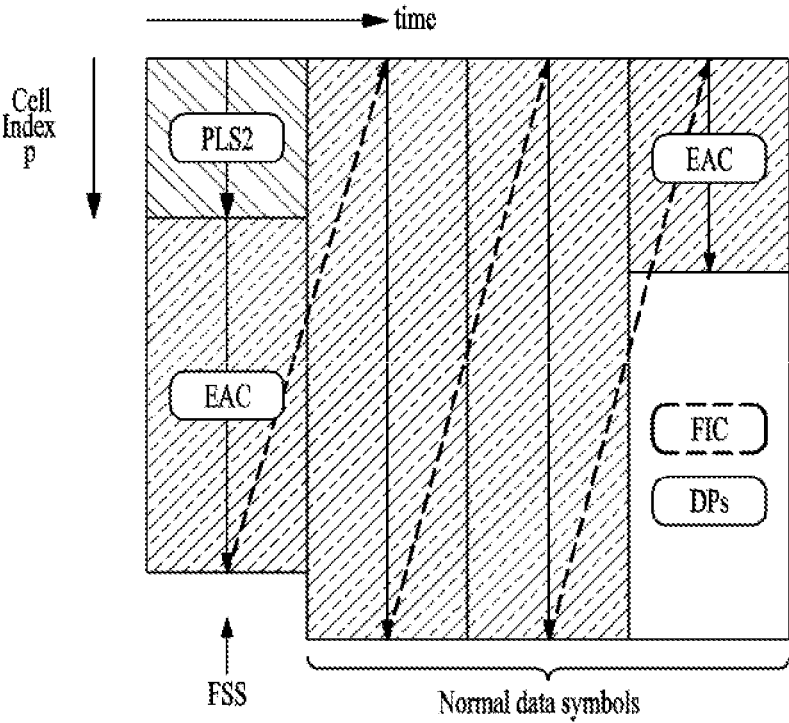 time
Cell
Index
p
PLS2
EAC
EAC
FIC
DPs
FSS
Normal data symbols